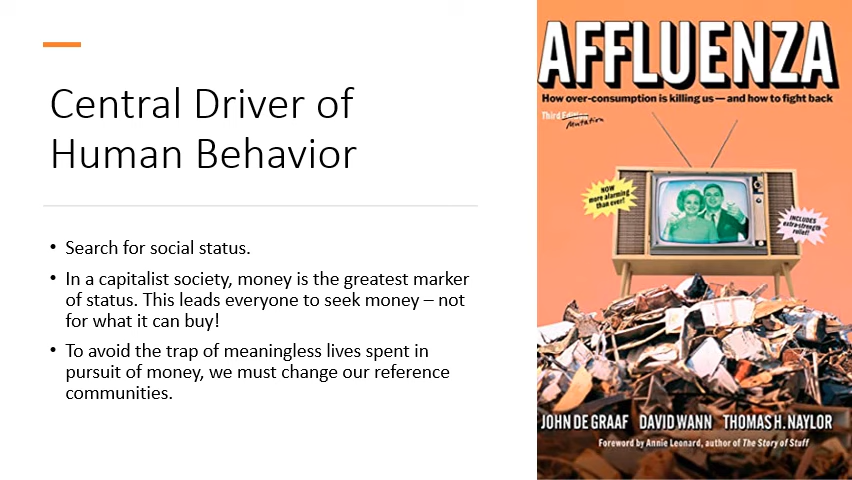 Central Driver of
Human Behavior
• Search for social status.
• In a capitalist society, money is the greatest marker
of status. This leads everyone to seek money – not
for what it can buy!
• To avoid the trap of meaningless lives spent in
pursuit of money, we must change our reference
communities.
AFFLUENZA
How over-consumption is killing us—and how to fight back
Third Edition
Mutation
NOW
more alarming
than ever!
INCLUDES
extra-strength
relief!
JOHN DE GRAAF DAVID WANN THOMAS H. NAYLOR
Foreword by Annie Leonard, author of The Story of Stuff